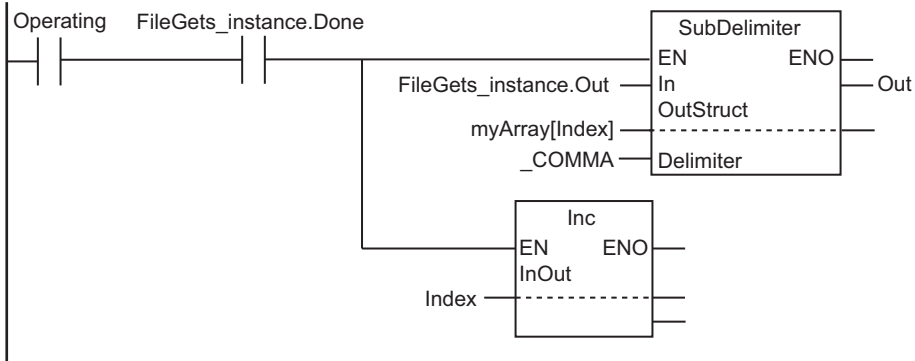 Operating FileGets_instance.Done SubDelimiter
EN ENO
FileGets_instance.Out In Out
OutStruct
myArray[Index]
_COMMA Delimiter
Inc
EN ENO
InOut
Index